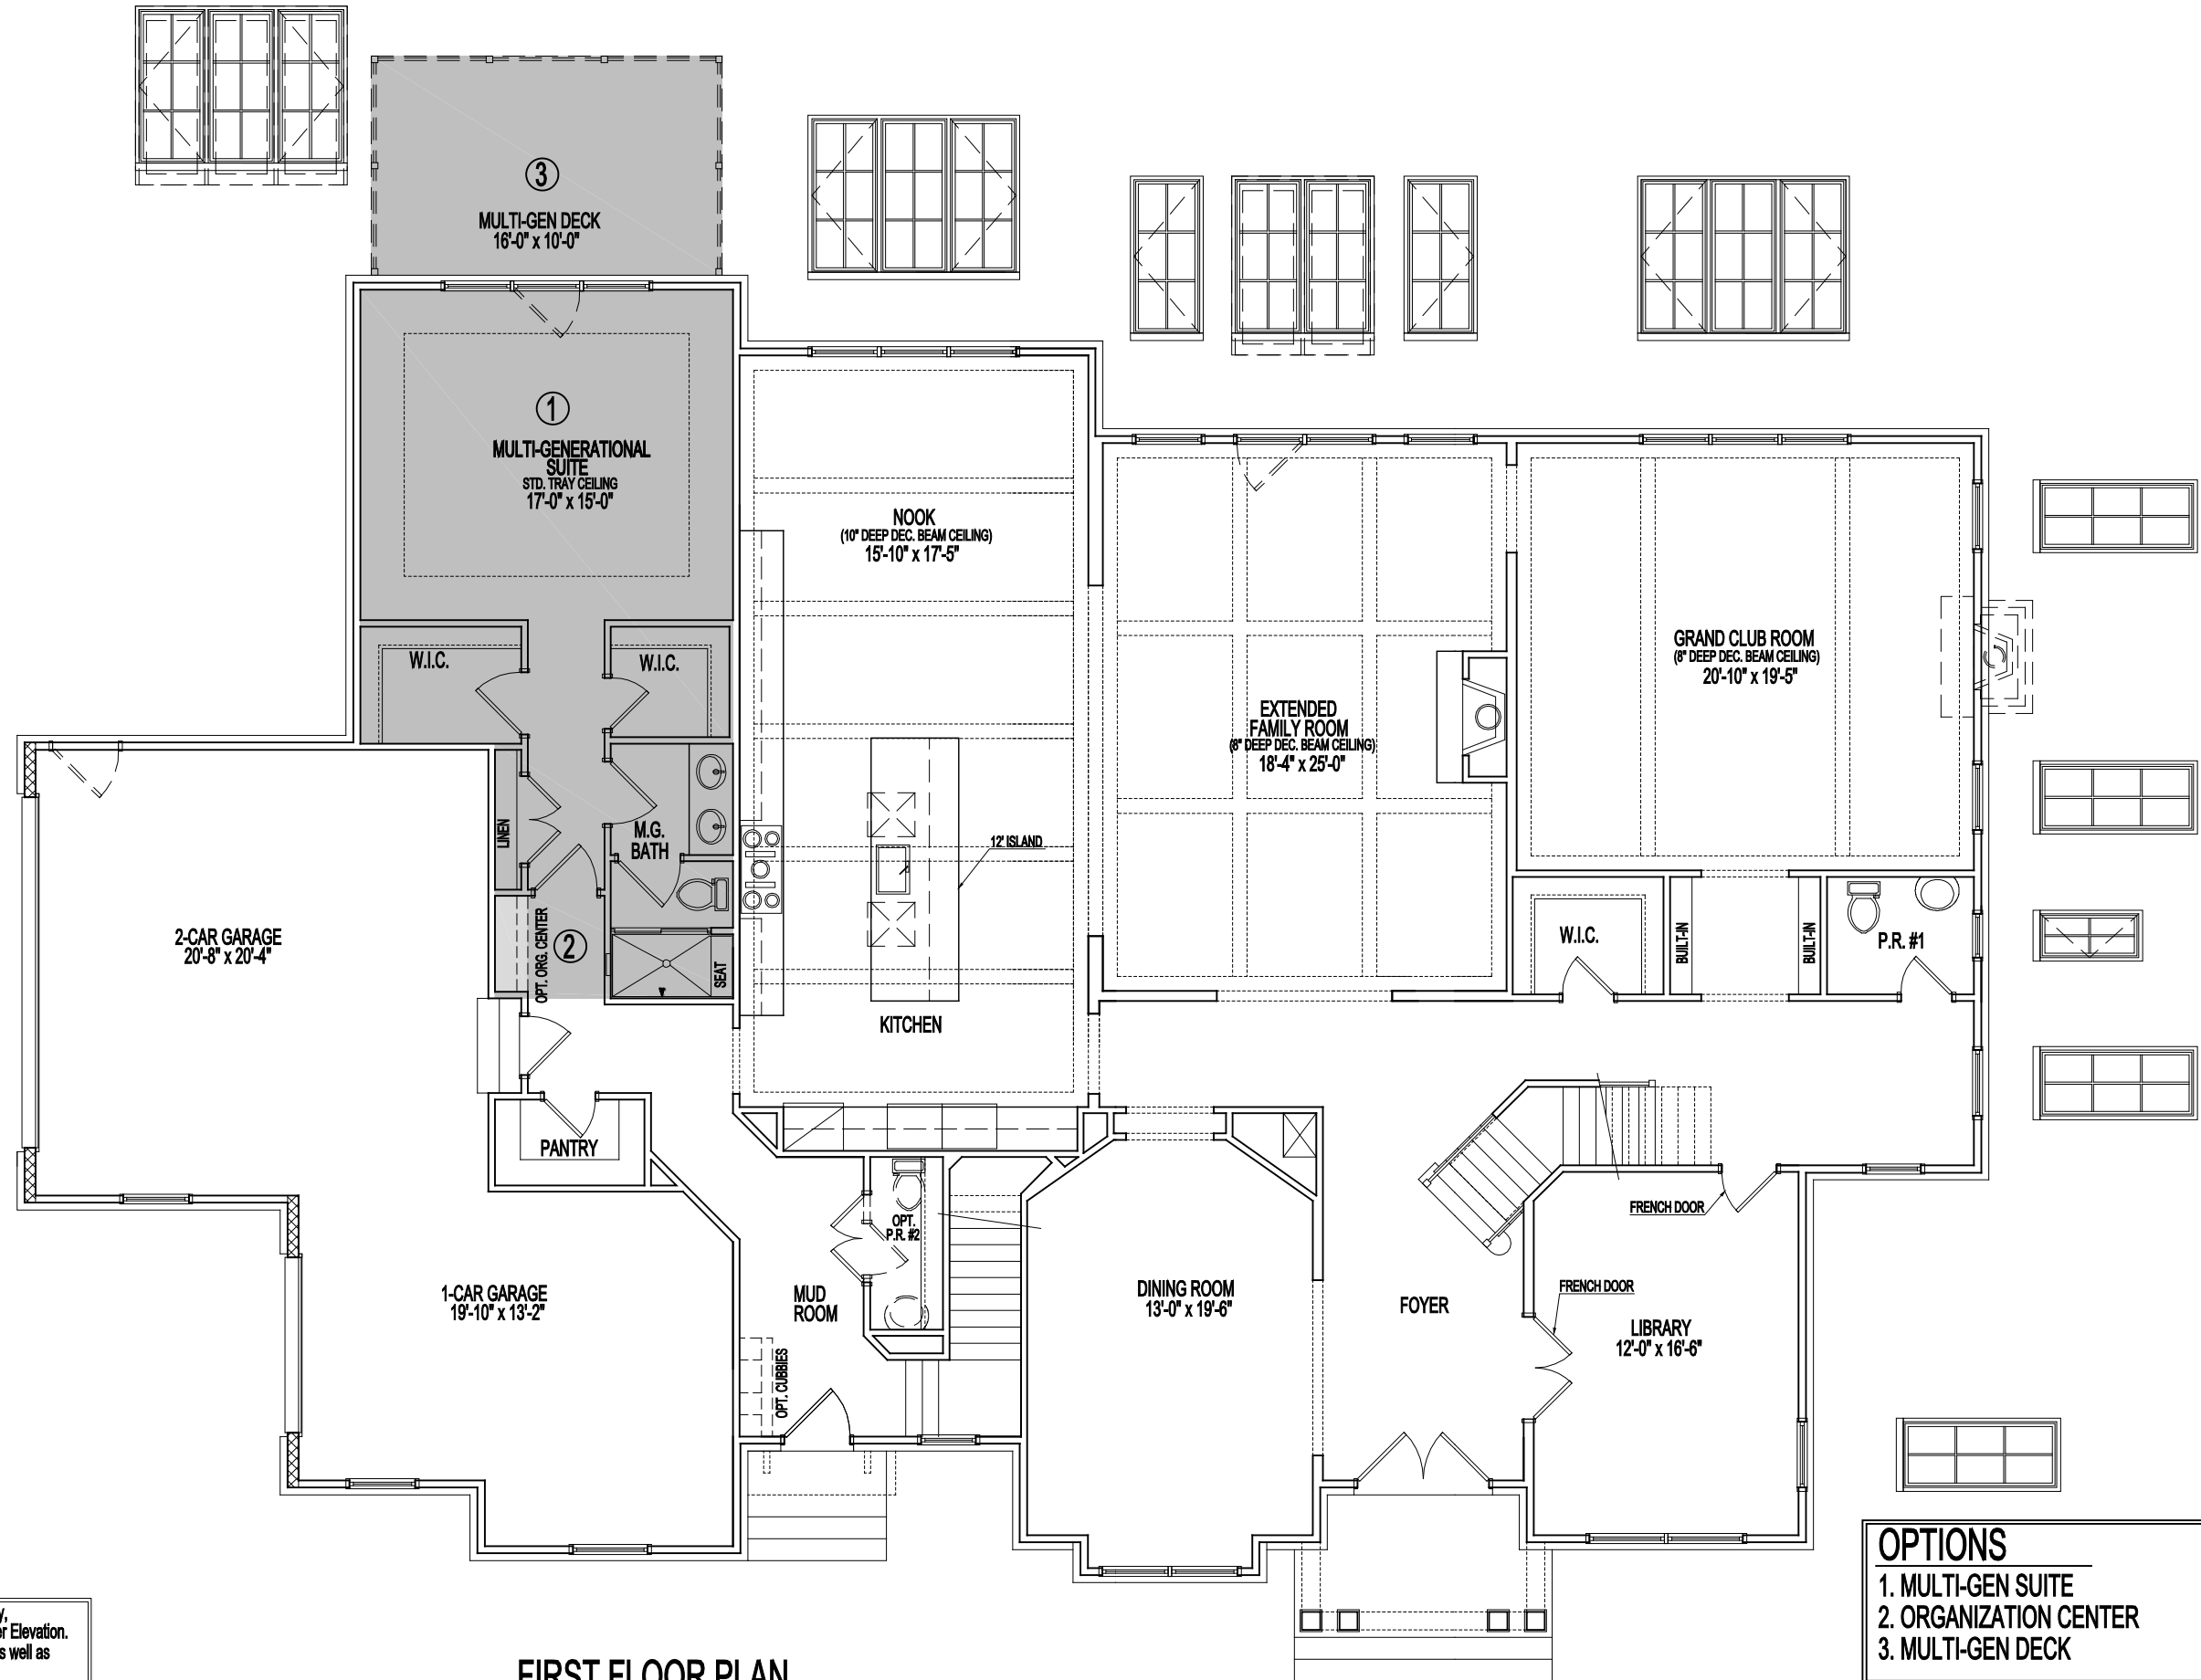 3
MULTI-GEN DECK
16'-0" x 10'-0"
1
MULTI-GENERATIONAL
SUITE
STD. TRAY CEILING
17'-0" x 15'-0"
NOOK
(10" DEEP DEC. BEAM CEILING)
15'-10" x 17'-5"
W.I.C.
W.I.C.
GRAND CLUB ROOM
(8" DEEP DEC. BEAM CEILING)
20'-10" x 19'-5"
EXTENDED
FAMILY ROOM
(8" DEEP DEC. BEAM CEILING)
18'-4" x 25'-0"
LINEN
M.G.
BATH
12' ISLAND
2-CAR GARAGE
20'-8" x 20'-4"
OPT. ORG. CENTER
2
SEAT
W.I.C.
BUILT-IN
BUILT-IN
P.R. #1
KITCHEN
PANTRY
OPT.
P.R. #2
FRENCH DOOR
1-CAR GARAGE
19'-10" x 13'-2"
MUD
ROOM
DINING ROOM
13'-0" x 19'-6"
FOYER
FRENCH DOOR
LIBRARY
12'-0" x 16'-6"
OPT. CUBBIES
OPTIONS
1. MULTI-GEN SUITE
2. ORGANIZATION CENTER
3. MULTI-GEN DECK
Elevation.
well as
FIRST FLOOR PLAN